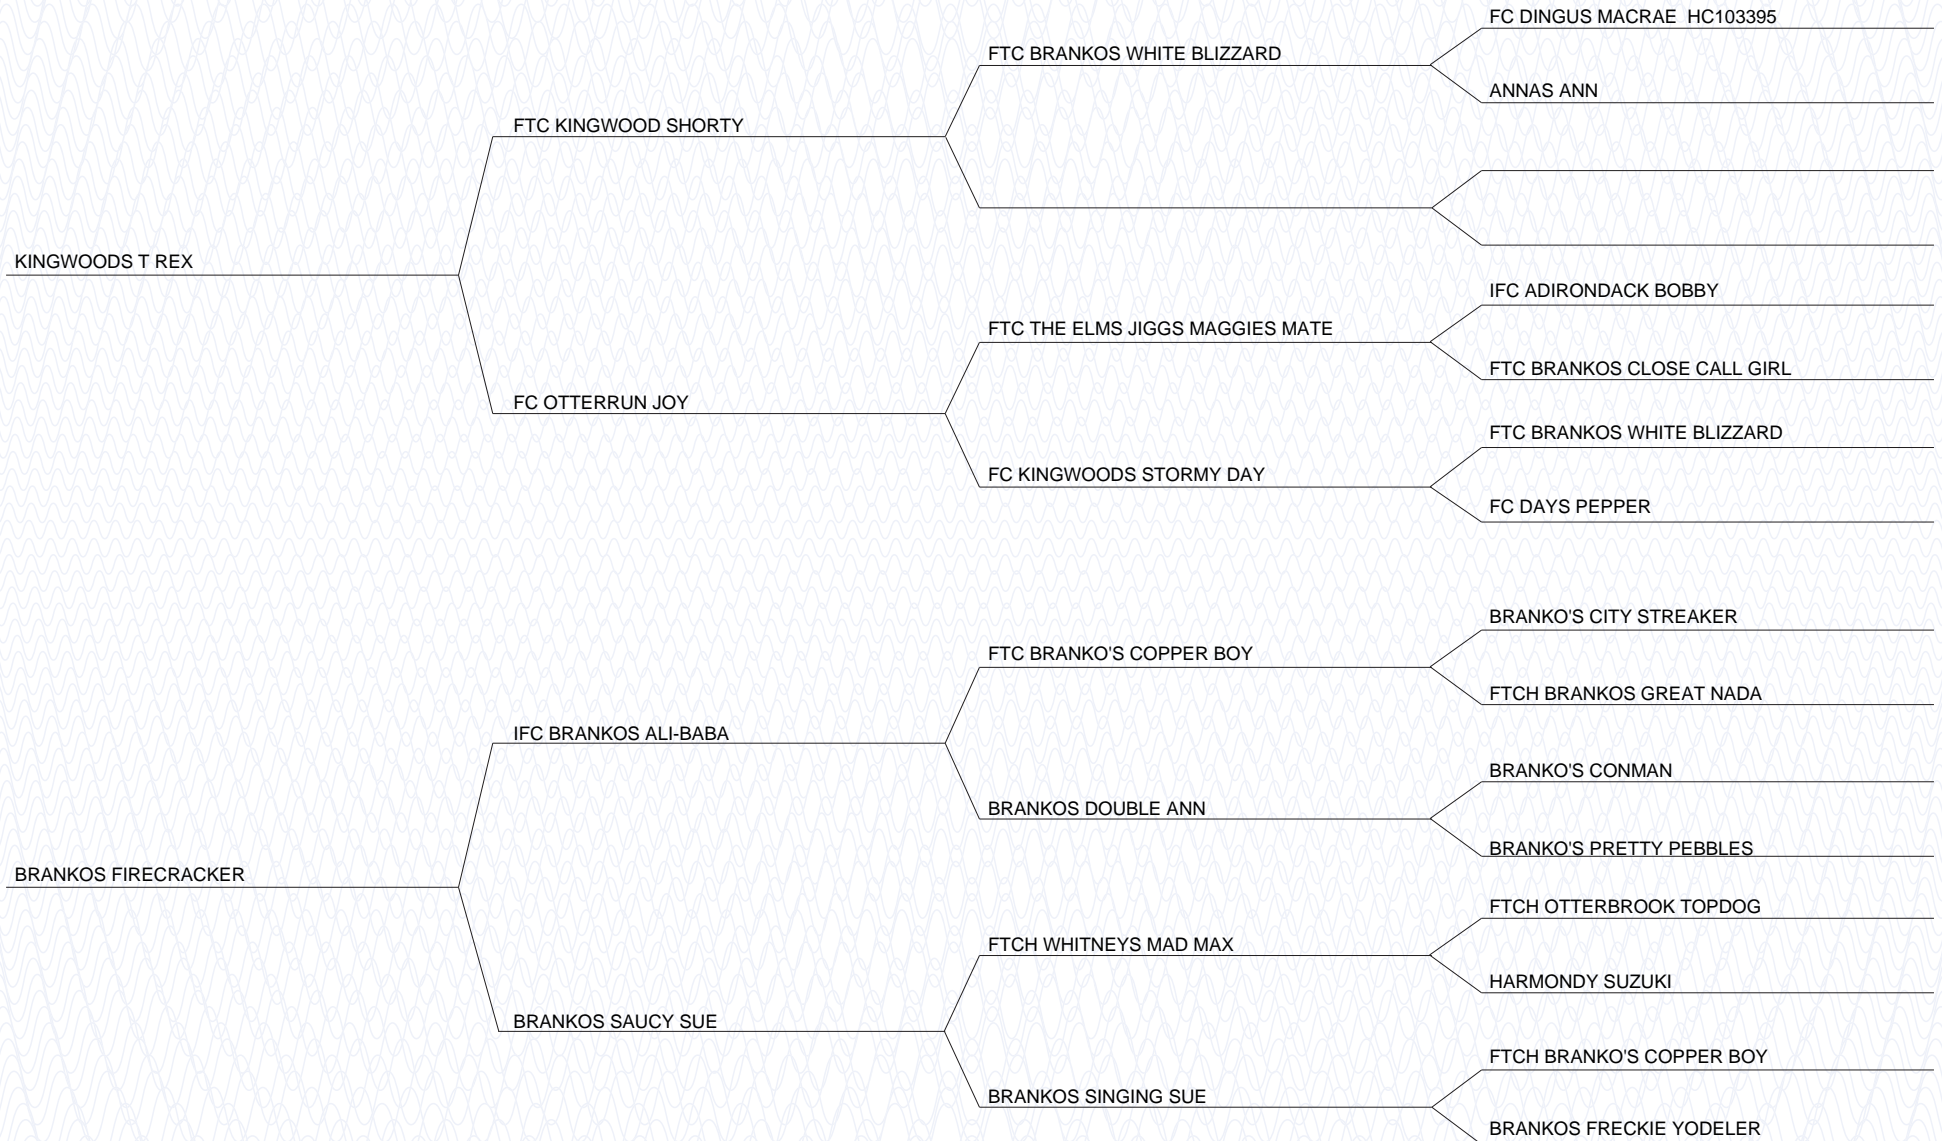 FC DINGUS MACRAE HC103395
FTC BRANKOS WHITE BLIZZARD
ANNAS ANN
FTC KINGWOOD SHORTY
KINGWOODS T REX
IFC ADIRONDACK BOBBY
FTC THE ELMS JIGGS MAGGIES MATE
FTC BRANKOS CLOSE CALL GIRL
FC OTTERRUN JOY
FTC BRANKOS WHITE BLIZZARD
FC KINGWOODS STORMY DAY
FC DAYS PEPPER
BRANKO'S CITY STREAKER
FTC BRANKO'S COPPER BOY
FTCH BRANKOS GREAT NADA
IFC BRANKOS ALI-BABA
BRANKO'S CONMAN
BRANKOS DOUBLE ANN
BRANKO'S PRETTY PEBBLES
BRANKOS FIRECRACKER
FTCH OTTERBROOK TOPDOG
FTCH WHITNEYS MAD MAX
HARMONDY SUZUKI
BRANKOS SAUCY SUE
FTCH BRANKO'S COPPER BOY
BRANKOS SINGING SUE
BRANKOS FRECKIE YODELER